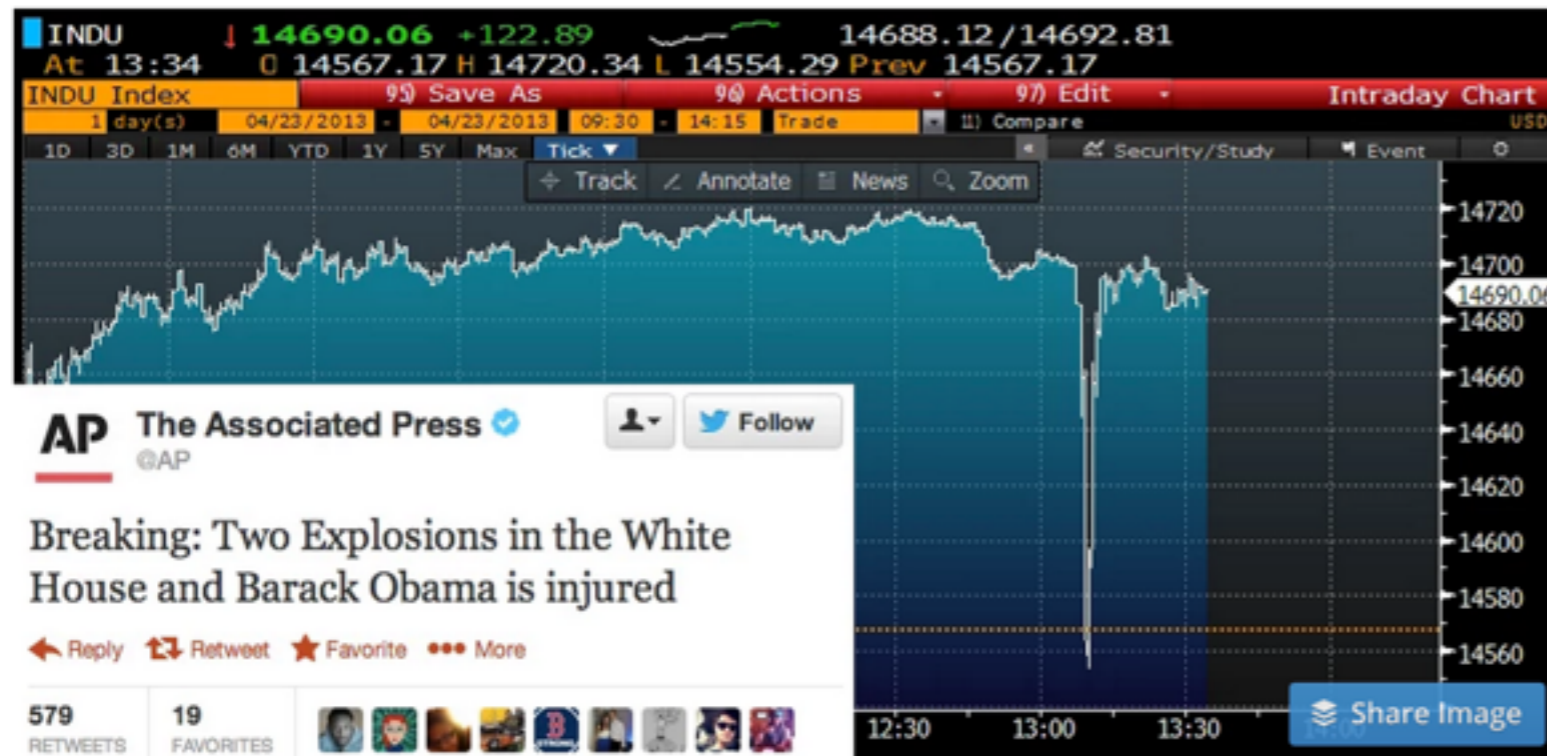 INDU ↓ 14690.06 +122.89 14688.12/14692.81
At 13:34 O 14567.17 H 14720.34 L 14554.29 Prev 14567.17
INDU Index 95) Save As 96) Actions 97) Edit Intraday Chart
1 day(s) 04/23/2013 - 04/23/2013 09:30 - 14:15 Trade 11) Compare USD
1D 3D 1M 6M YTD 1Y 5Y Max Tick ▼ « Security/Study Event
Track Annotate News Zoom
14720
14700
14690.06
14680
14660
14640
14620
14600
14580
14560
AP The Associated Press Follow
@AP
Breaking: Two Explosions in the White
House and Barack Obama is injured
Reply Retweet Favorite More
579 19
RETWEETS FAVORITES
B
STRONG
12:30 13:00 13:30 14:00
Share Image